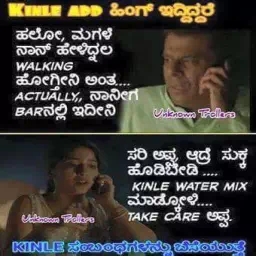 KINLE ADD ಹಿಂಗ್ ಇದ್ದಿದ್ದರೆ
ಹಲೋ, ಮಗಳೆ
ನಾನ್ ಹೇಳಿದ್ನಲ
WALKING
ಹೋಗ್ತೀನಿ ಅಂತ....
ACTUALLY,, ನಾನೀಗ
BARನಲ್ಲಿ ಇದೀನಿ
Unknown Trollers
ಸರಿ ಅಪ್ಪ, ಆದ್ರೆ ಸುಕ್ಕ
ಹೊಡಿಬೇಡಿ ....
KINLE WATER MIX
ಮಾಡ್ಕೋಳಿ....
TAKE CARE ಅಪ್ಪ
Unknown Trollers
KINLE ಸಂಬಂಧಗಳನ್ನು ಬೆಸೆಯುತ್ತೆ